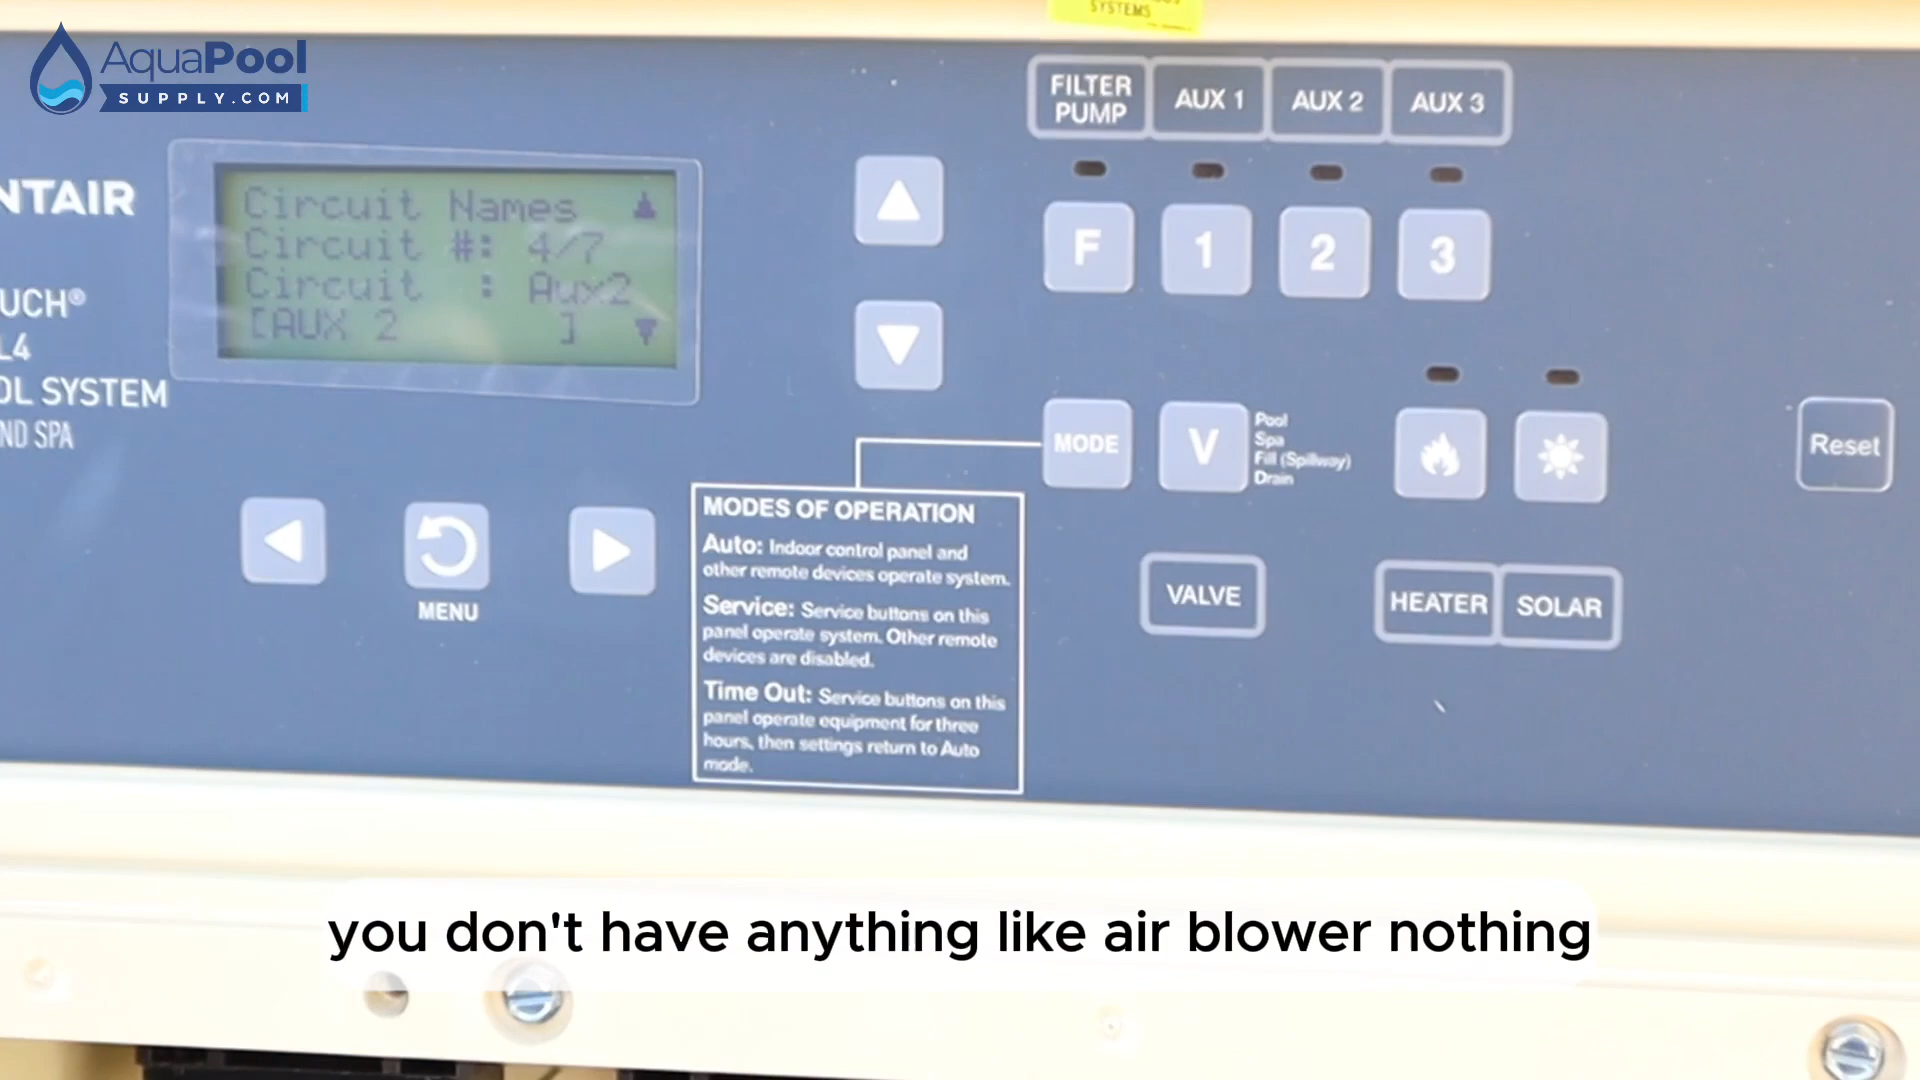 SYSTEMS
AquaPool
SUPPLY.COM
FILTER
PUMP
AUX 1
AUX 2
AUX 3
NTAIR
Circuit Names
Circuit #: 4/7
Circuit : Aux2
[AUX 2 ]
F
1
2
3
UCH®
L4
OL SYSTEM
ND SPA
MODE
V
Pool
Spa
Fill (Spillway)
Drain
Reset
MENU
MODES OF OPERATION
Auto: Indoor control panel and
other remote devices operate system.
Service: Service buttons on this
panel operate system. Other remote
devices are disabled.
Time Out: Service buttons on this
panel operate equipment for three
hours, then settings return to Auto
mode.
VALVE
HEATER
SOLAR
you don't have anything like air blower nothing